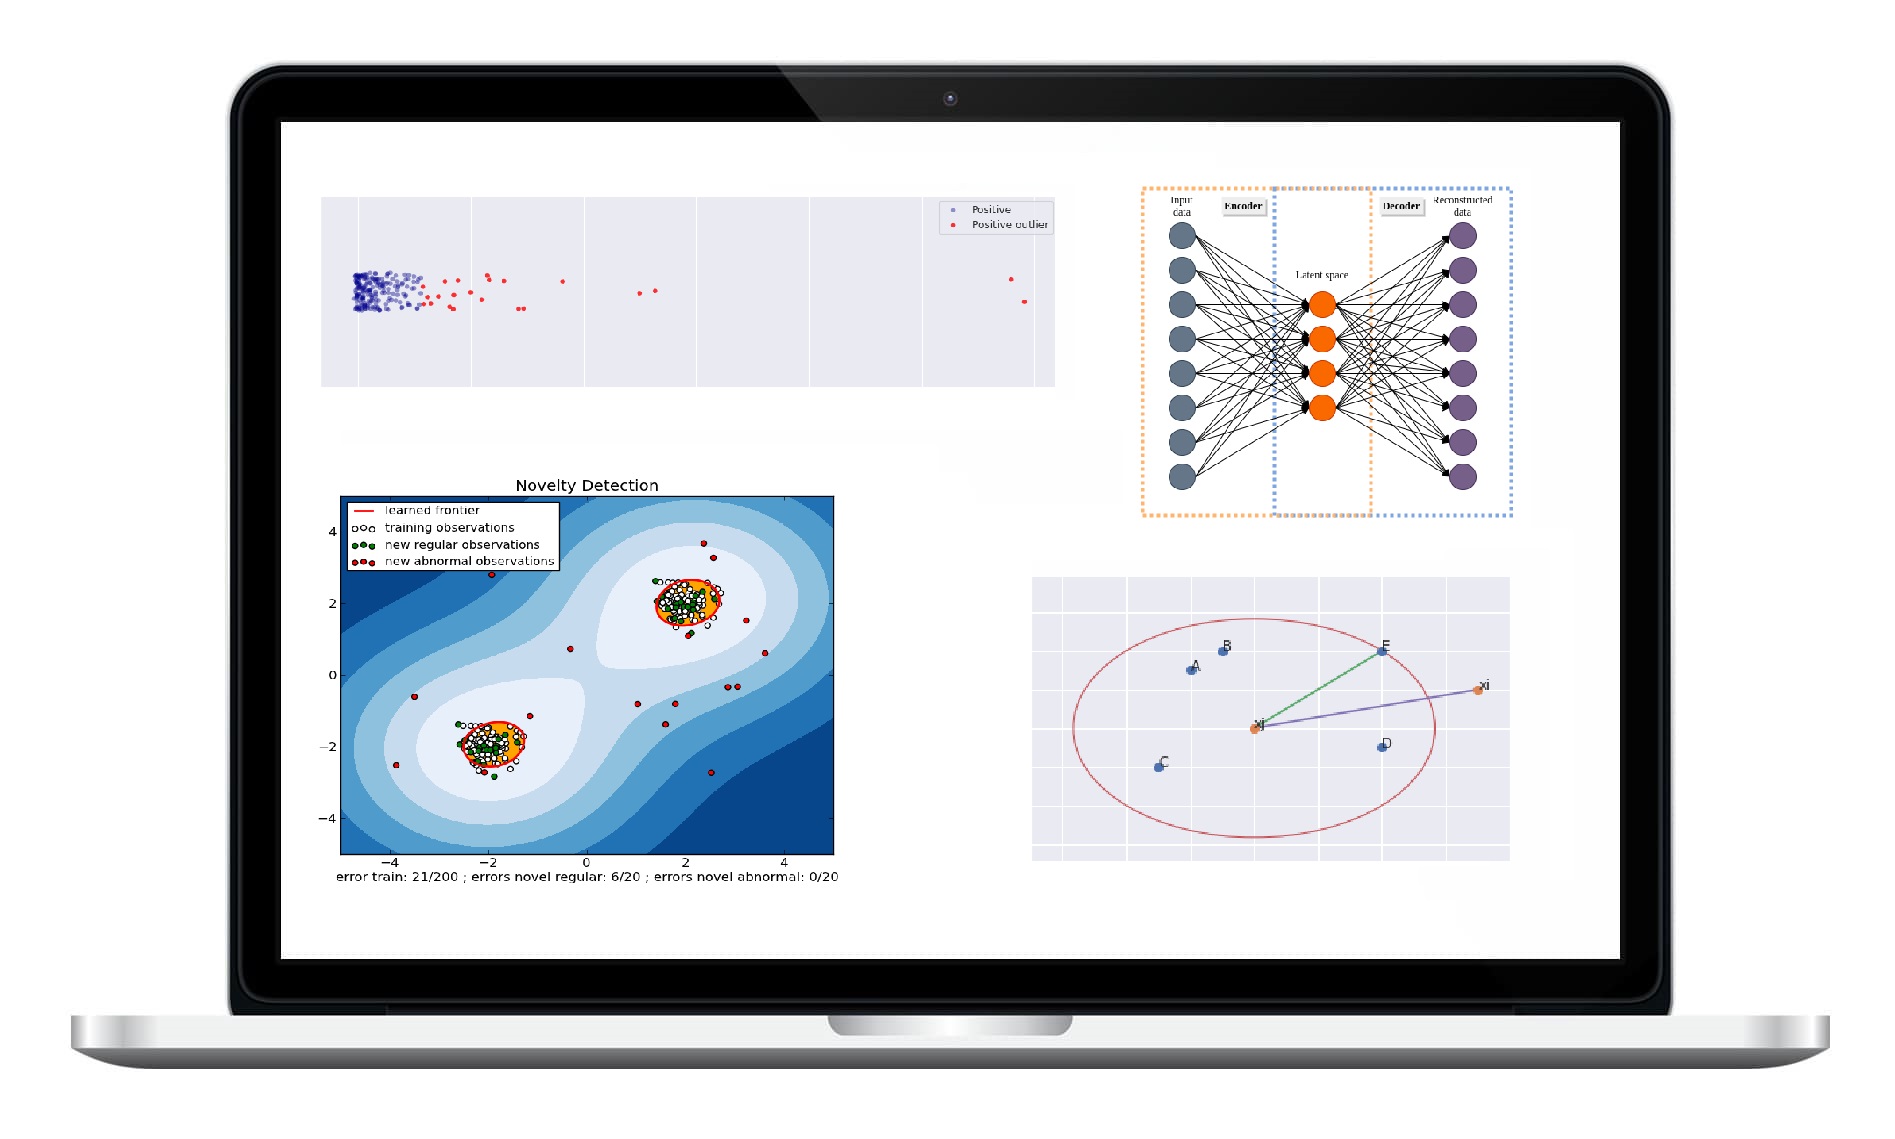 Positive
Positive outlier
Input
data
Encoder
Decoder
Reconstructed
data
Latent space
Novelty Detection
learned frontier
training observations
new regular observations
new abnormal observations
4
2
0
−2
−4
−4
−2
0
2
4
error train: 21/200 ; errors novel regular: 6/20 ; errors novel abnormal: 0/20
B
E
A
xi
xj
D
C